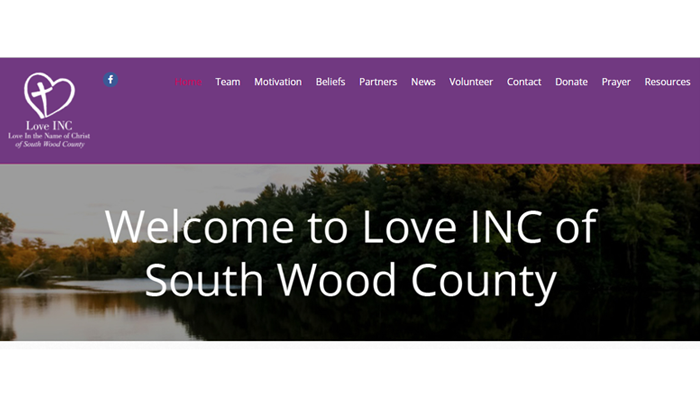 Home Team Motivation Beliefs Partners News Volunteer Contact Donate Prayer Resources
Love INC
Love In the Name of Christ
of South Wood County
Welcome to Love INC of
South Wood County